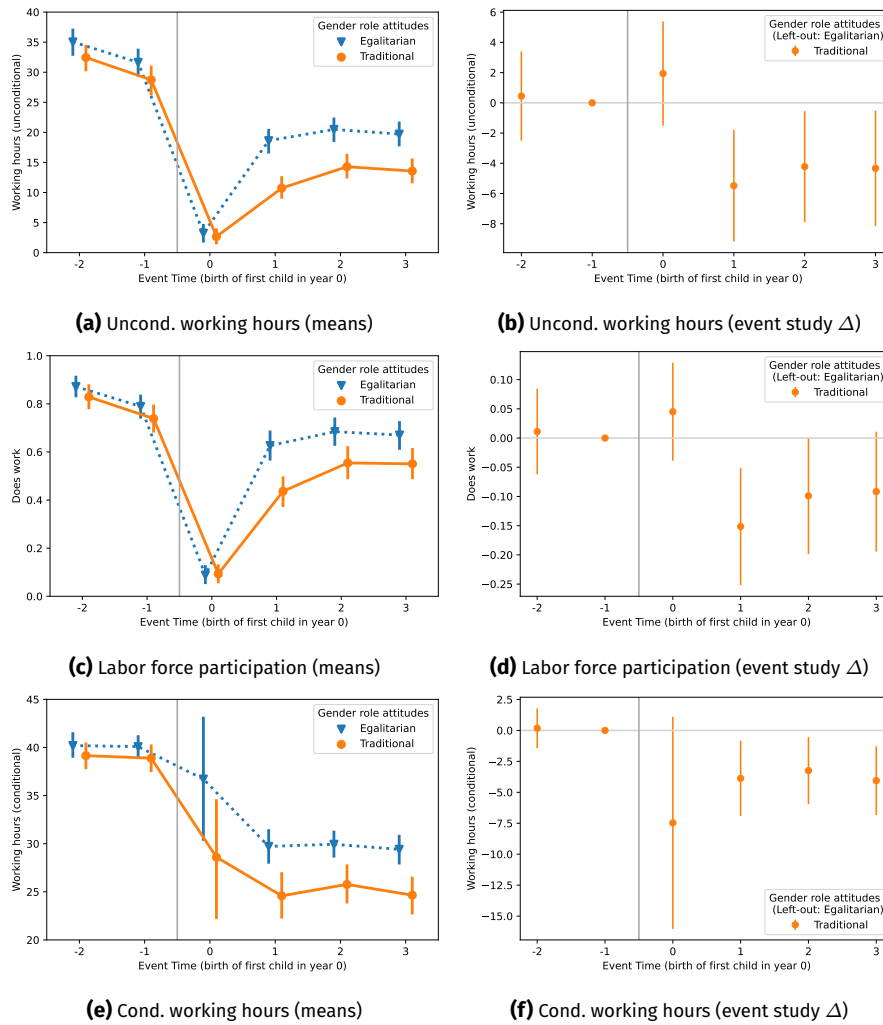 40
35
30
25
20
15
10
5
0
Working hours (unconditional)
Gender role attitudes
Egalitarian
Traditional
-2 -1 0 1 2 3
Event Time (birth of first child in year 0)
(a) Uncond. working hours (means)
6
4
2
0
−2
−4
−6
−8
Working hours (unconditional)
Gender role attitudes
(Left-out: Egalitarian)
Traditional
-2 -1 0 1 2 3
Event Time (birth of first child in year 0)
(b) Uncond. working hours (event study Δ)
1.0
0.8
0.6
0.4
0.2
0.0
Does work
Gender role attitudes
Egalitarian
Traditional
-2 -1 0 1 2 3
Event Time (birth of first child in year 0)
(c) Labor force participation (means)
0.10
0.05
0.00
−0.05
−0.10
−0.15
−0.20
−0.25
Does work
Gender role attitudes
(Left-out: Egalitarian)
Traditional
-2 -1 0 1 2 3
Event Time (birth of first child in year 0)
(d) Labor force participation (event study Δ)
45
40
35
30
25
20
Working hours (conditional)
Gender role attitudes
Egalitarian
Traditional
-2 -1 0 1 2 3
Event Time (birth of first child in year 0)
(e) Cond. working hours (means)
2.5
0.0
−2.5
−5.0
−7.5
−10.0
−12.5
−15.0
Working hours (conditional)
Gender role attitudes
(Left-out: Egalitarian)
Traditional
-2 -1 0 1 2 3
Event Time (birth of first child in year 0)
(f) Cond. working hours (event study Δ)